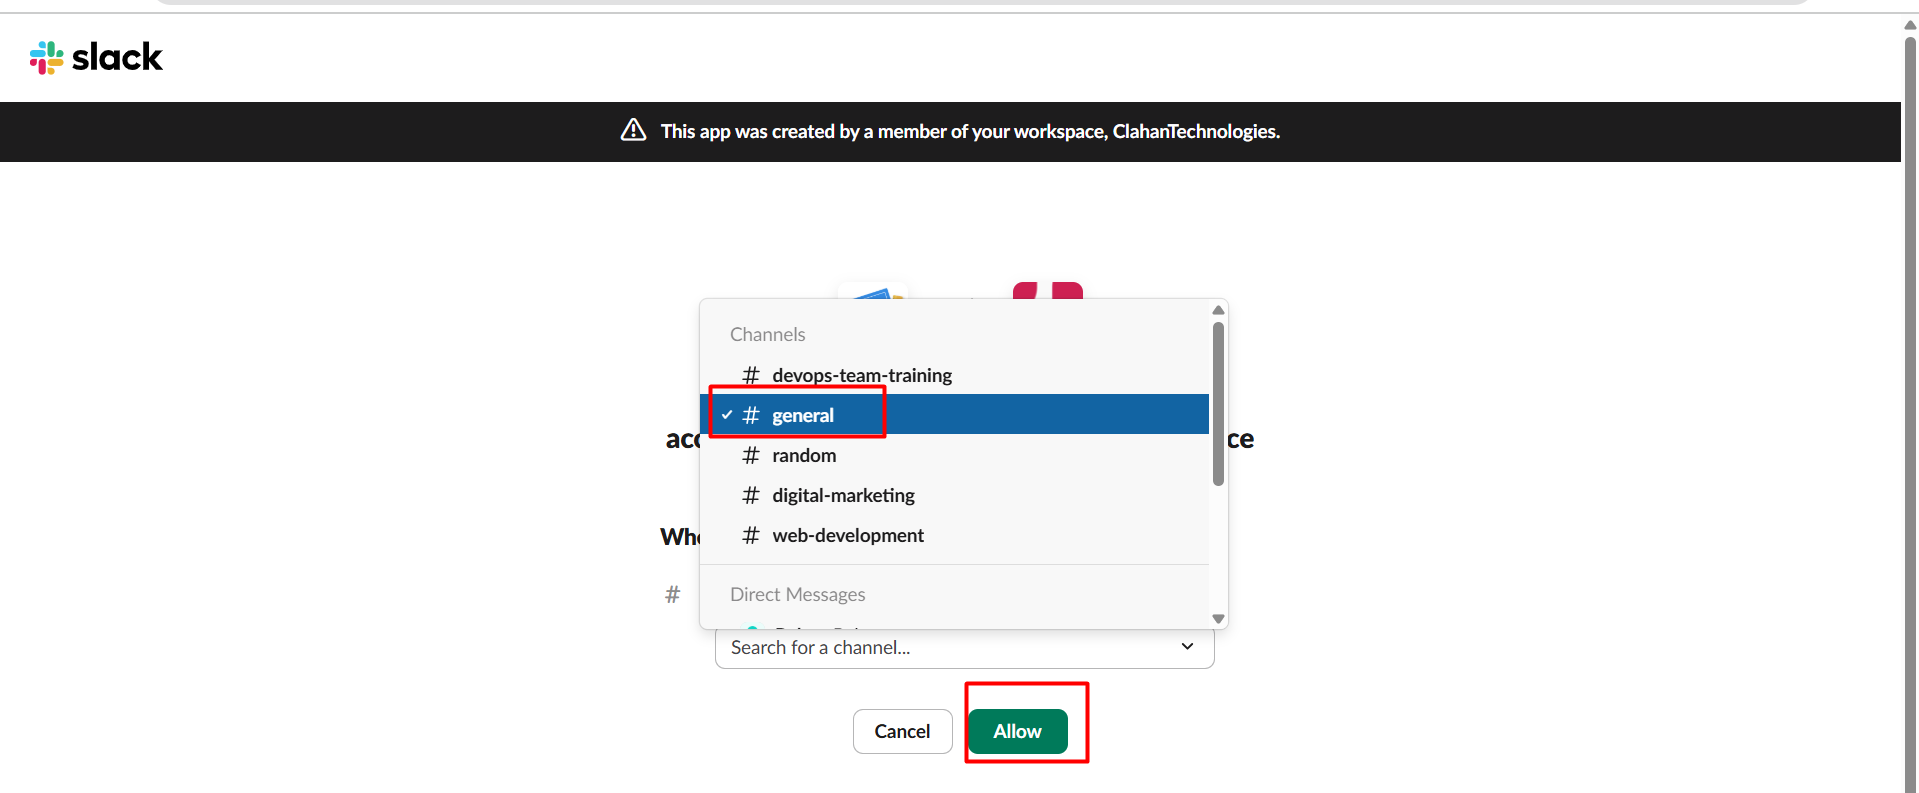 slack
This app was created by a member of your workspace, ClahanTechnologies.
Channels
# devops-team-training
# general
# random
# digital-marketing
# web-development
#
Direct Messages
Search for a channel...
Cancel
Allow